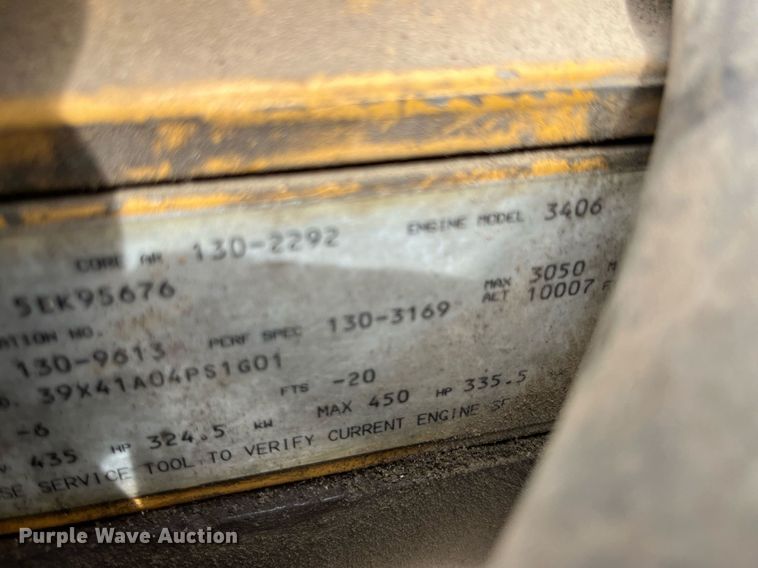 CORE AR 130-2292 ENGINE MODEL 3406
5EK95676
ATION NO. 130-9613 PERF SPEC 130-3169 MAX 3050
ACT 10007
39X41A04PS1G01
-6 FTS -20
435 HP 324.5 KW MAX 450 HP 335.5
SE SERVICE TOOL TO VERIFY CURRENT ENGINE
Purple Wave Auction